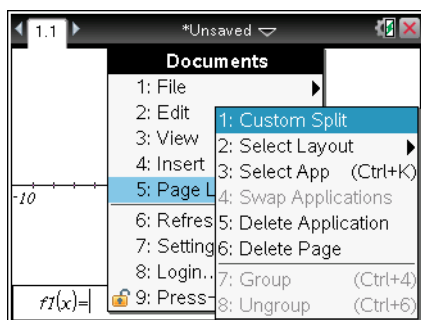 1.1 *Unsaved
Documents
1: File
2: Edit
3: View
4: Insert
5: Page L
6: Refres
7: Setting
8: Login..
9: Press-
1: Custom Split
2: Select Layout
3: Select App (Ctrl+K)
4: Swap Applications
5: Delete Application
6: Delete Page
7: Group (Ctrl+4)
8: Ungroup (Ctrl+6)
-10
f1(x)=